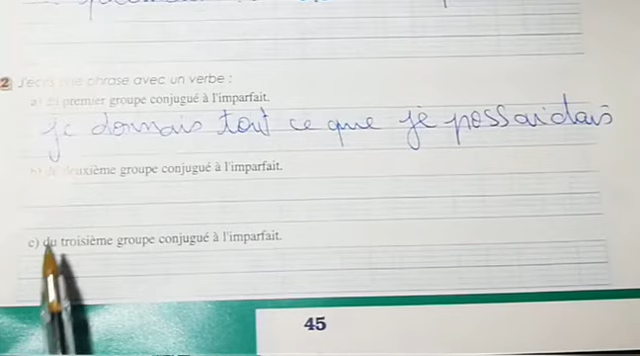 2 J'écris une phrase avec un verbe :
a) du premier groupe conjugué à l'imparfait.
je donnais tout ce que je possaidais
b) du deuxième groupe conjugué à l'imparfait.
c) du troisième groupe conjugué à l'imparfait.
45